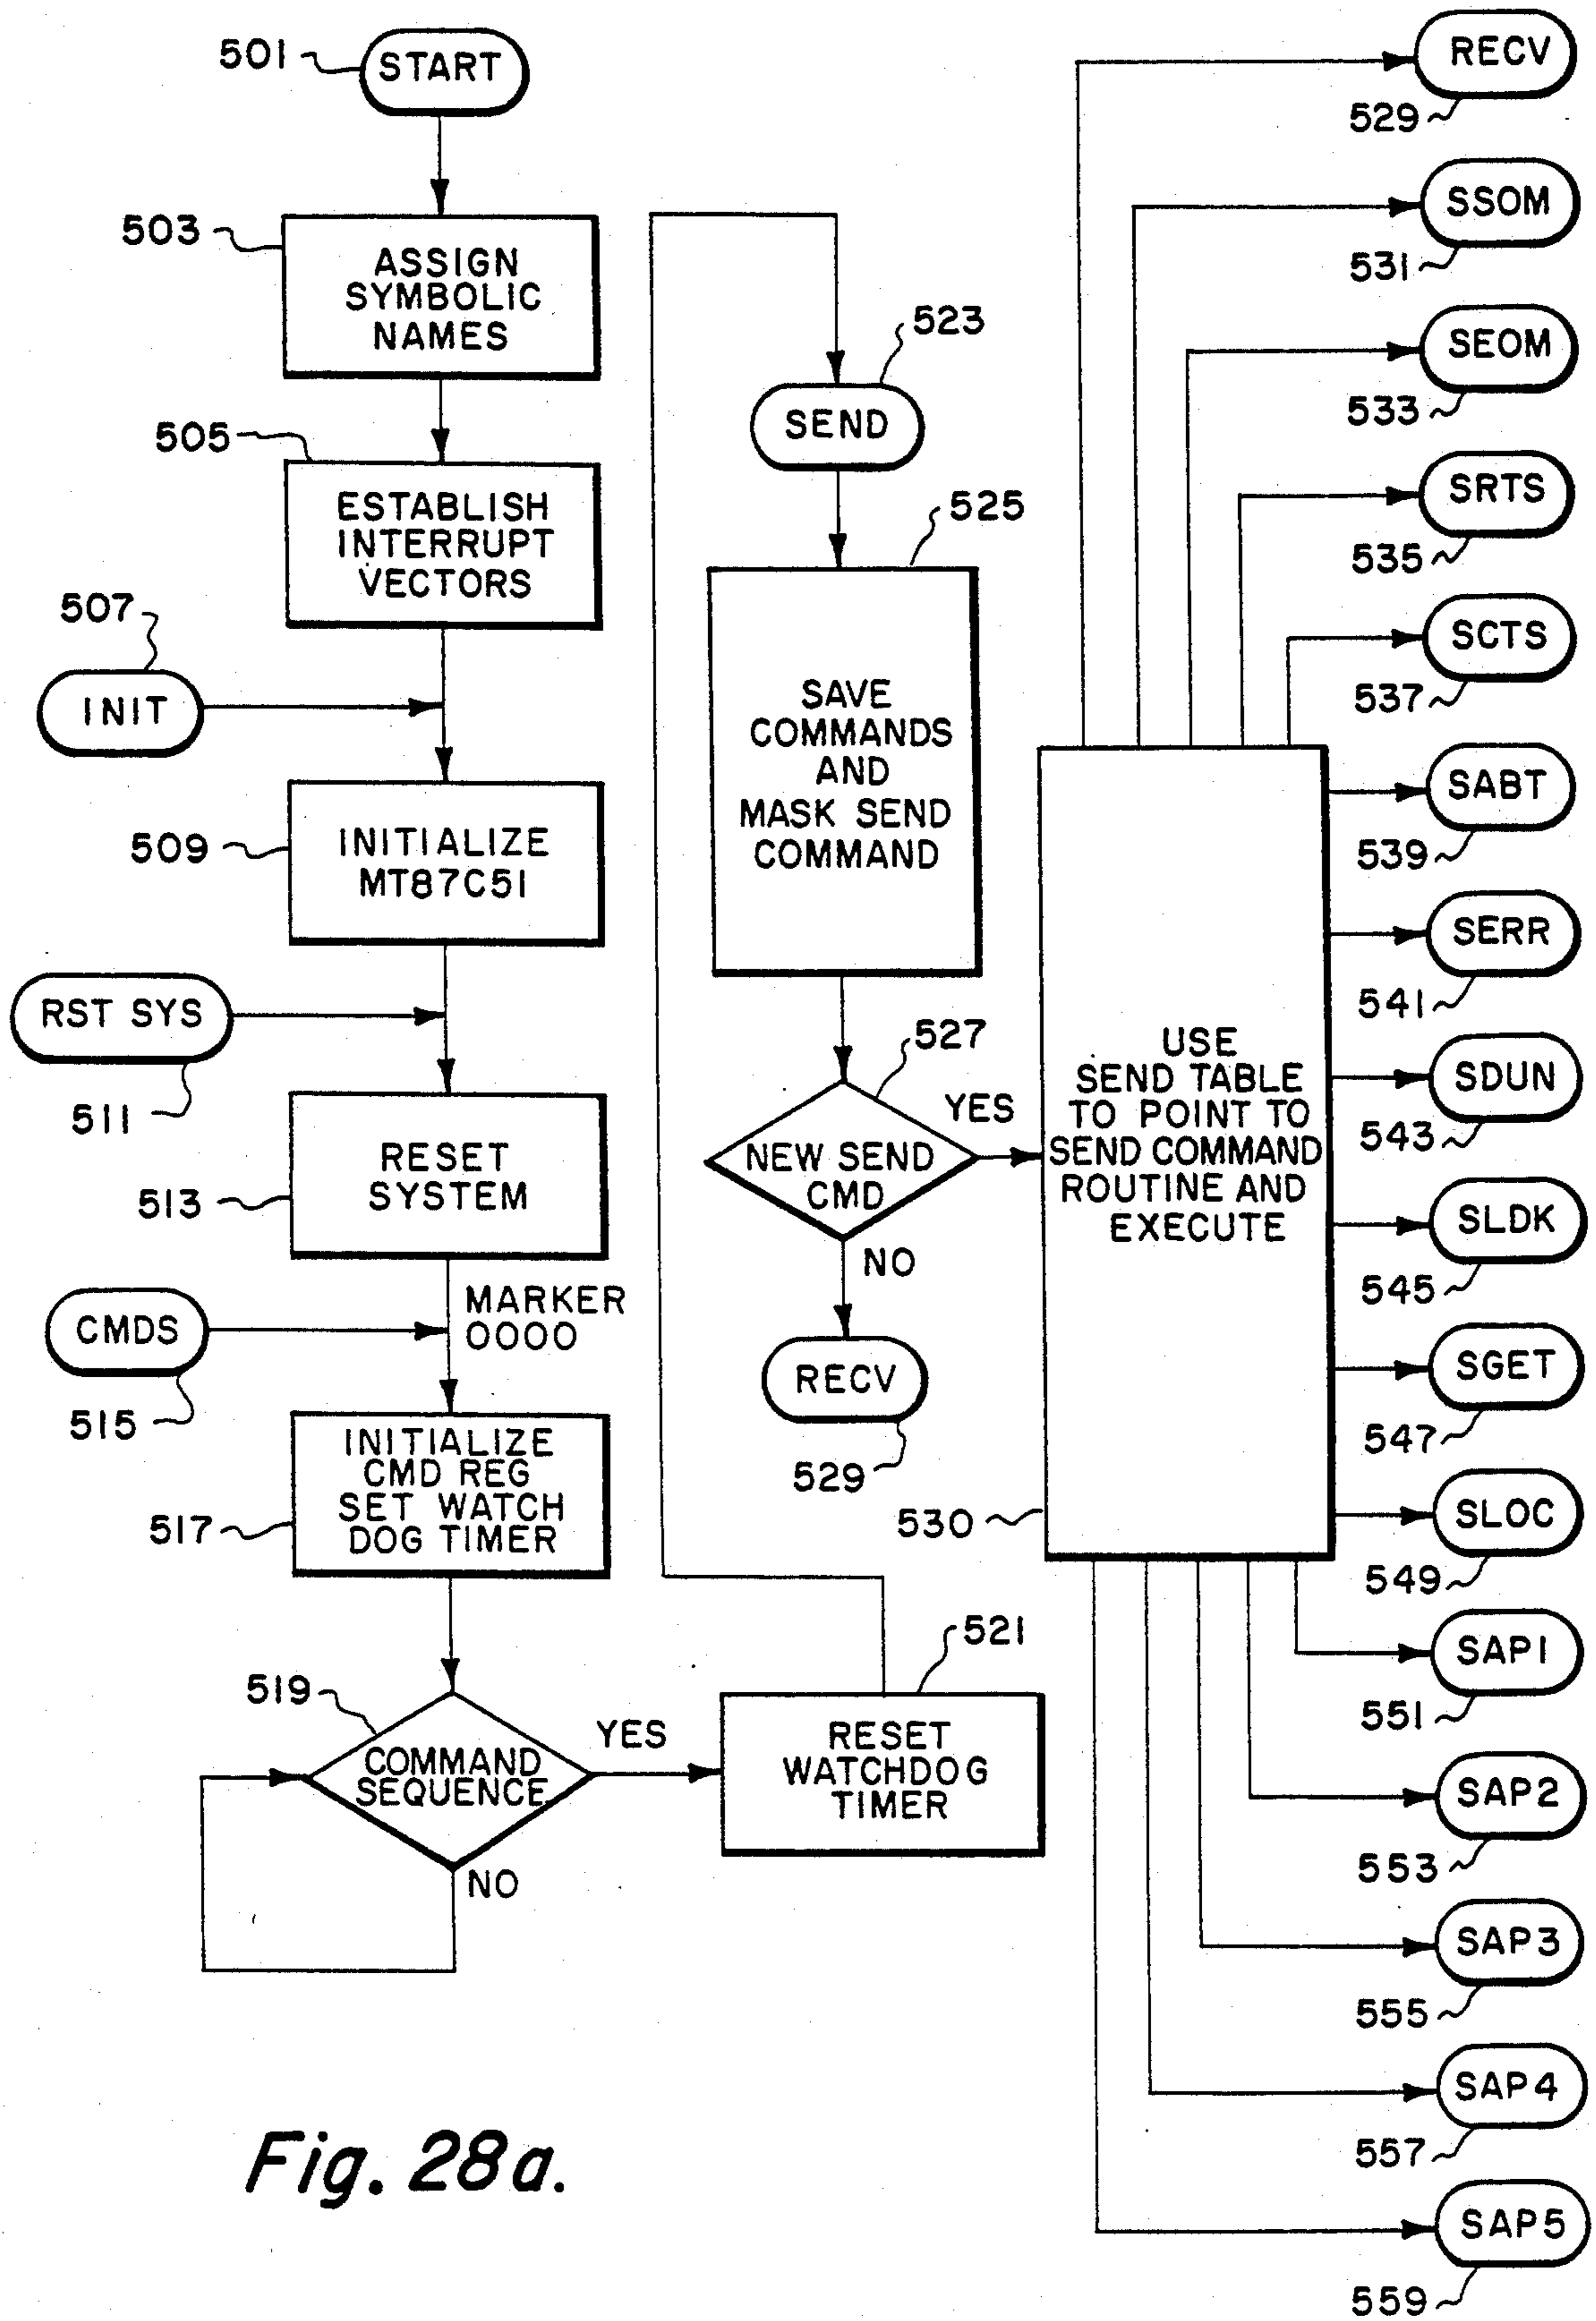 501
START
503
ASSIGN
SYMBOLIC
NAMES
505
ESTABLISH
INTERRUPT
VECTORS
507
INIT
509
INITIALIZE
MT87C51
RST SYS
511
513
RESET
SYSTEM
MARKER
0000
CMDS
515
517
INITIALIZE
CMD REG
SET WATCH
DOG TIMER
519
COMMAND
SEQUENCE
YES
NO
521
RESET
WATCHDOG
TIMER
523
SEND
525
SAVE
COMMANDS
AND
MASK SEND
COMMAND
527
NEW SEND
CMD
YES
NO
RECV
529
530
USE
SEND TABLE
TO POINT TO
SEND COMMAND
ROUTINE AND
EXECUTE
RECV
529
SSOM
531
SEOM
533
SRTS
535
SCTS
537
SABT
539
SERR
541
SDUN
543
SLDK
545
SGET
547
SLOC
549
SAP1
551
SAP2
553
SAP3
555
SAP4
557
SAP5
559
Fig. 28a.